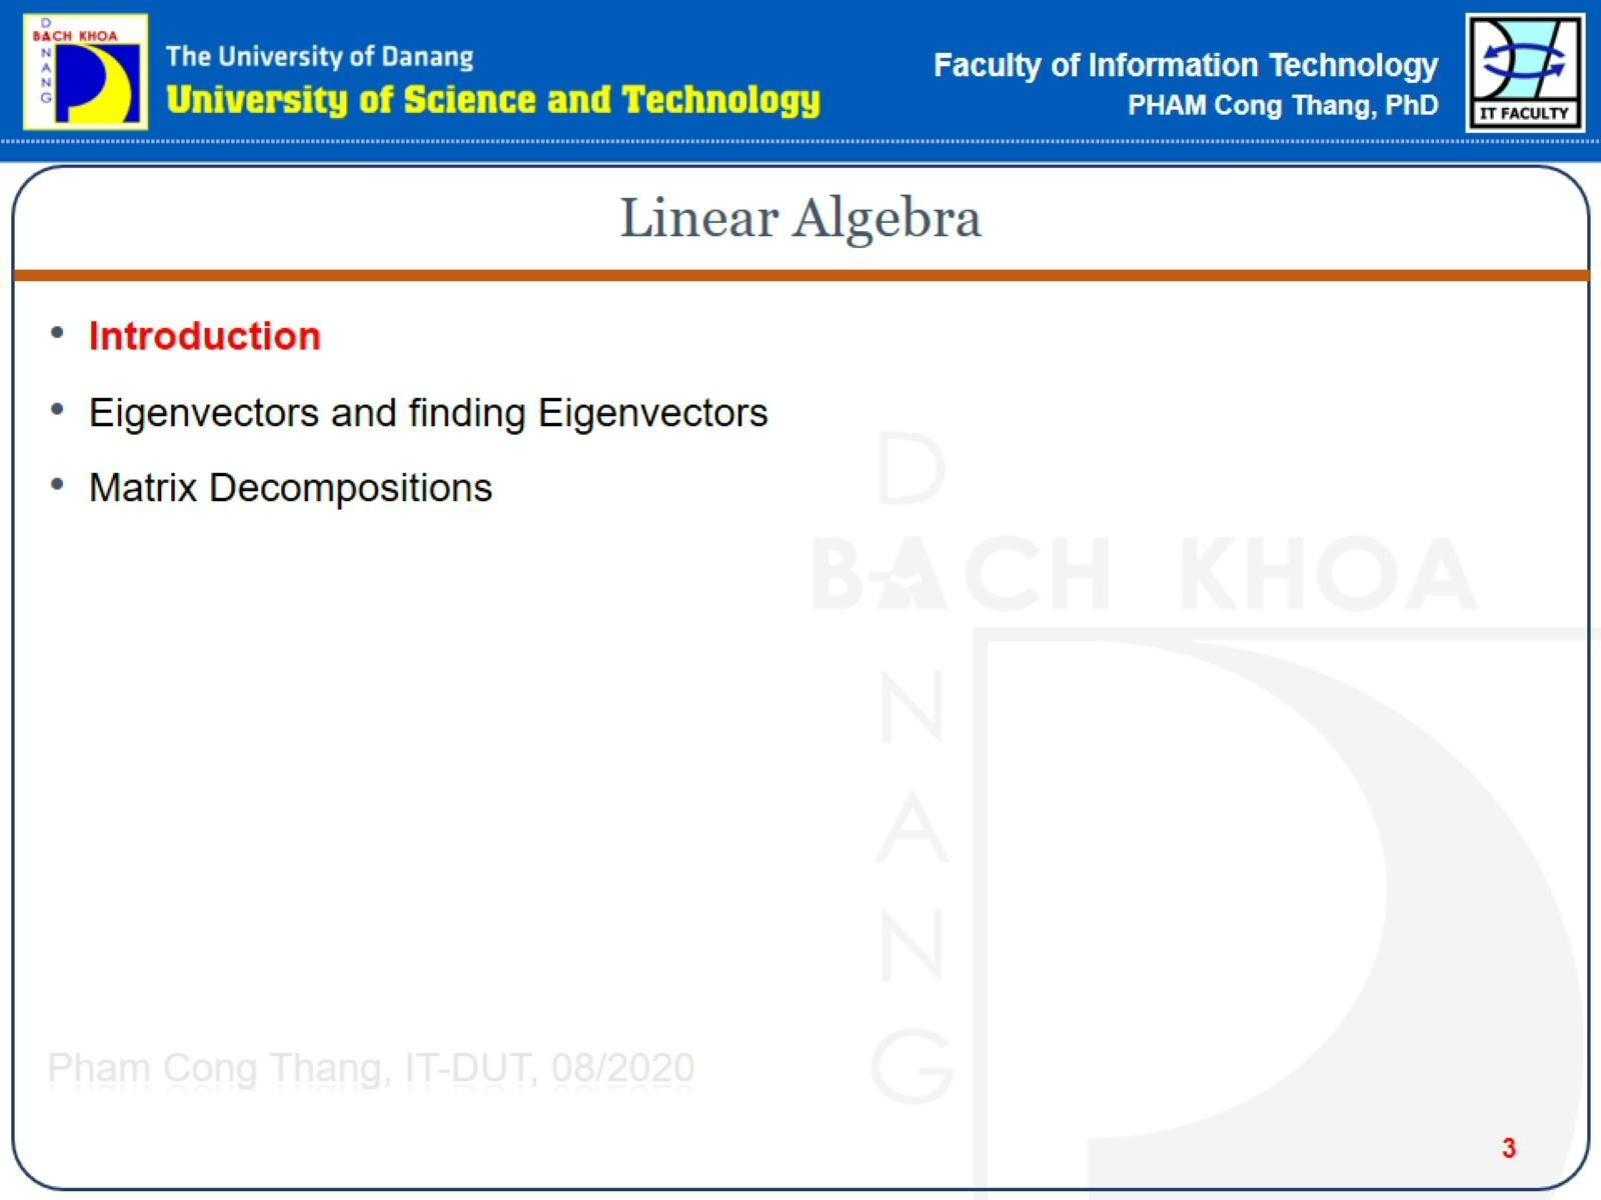 D
BACH KHOA
N
A
N
G
The University of Danang
University of Science and Technology
Faculty of Information Technology
PHAM Cong Thang, PhD
IT FACULTY
Linear Algebra
• Introduction
• Eigenvectors and finding Eigenvectors
• Matrix Decompositions
D
BACH KHOA
N
A
N
G
Pham Cong Thang, IT-DUT, 08/2020
3